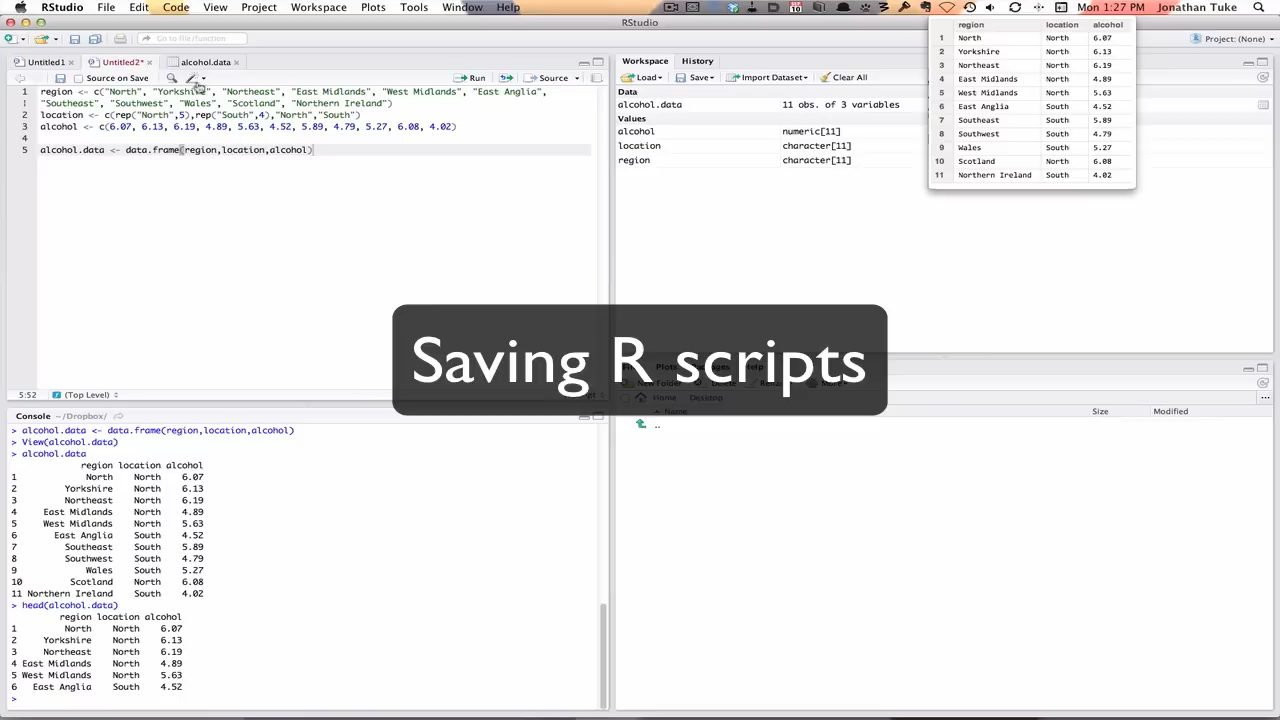 RStudio File Edit Code View Project Workspace Plots Tools Window Help Mon 1:27 PM Jonathan Tuke
RStudio
Go to file/function
Project: (None)
Untitled1 Untitled2* alcohol.data
Source on Save Run Source
1 region <- c("North", "Yorkshire", "Northeast", "East Midlands", "West Midlands", "East Anglia",
"Southeast", "Southwest", "Wales", "Scotland", "Northern Ireland")
2 location <- c(rep("North",5),rep("South",4),"North","South")
3 alcohol <- c(6.07, 6.13, 6.19, 4.89, 5.63, 4.52, 5.89, 4.79, 5.27, 6.08, 4.02)
4
5 alcohol.data <- data.frame(region,location,alcohol)
5:52 (Top Level)
Console ~/Dropbox/
> alcohol.data <- data.frame(region,location,alcohol)
> View(alcohol.data)
> alcohol.data
region location alcohol
1 North North 6.07
2 Yorkshire North 6.13
3 Northeast North 6.19
4 East Midlands North 4.89
5 West Midlands North 5.63
6 East Anglia South 4.52
7 Southeast South 5.89
8 Southwest South 4.79
9 Wales South 5.27
10 Scotland North 6.08
11 Northern Ireland South 4.02
> head(alcohol.data)
region location alcohol
1 North North 6.07
2 Yorkshire North 6.13
3 Northeast North 6.19
4 East Midlands North 4.89
5 West Midlands North 5.63
6 East Anglia South 4.52
>
Workspace History
Load Save Import Dataset Clear All
Data
alcohol.data 11 obs. of 3 variables
Values
alcohol numeric[11]
location character[11]
region character[11]
region location alcohol
1 North North 6.07
2 Yorkshire North 6.13
3 Northeast North 6.19
4 East Midlands North 4.89
5 West Midlands North 5.63
6 East Anglia South 4.52
7 Southeast South 5.89
8 Southwest South 4.79
9 Wales South 5.27
10 Scotland North 6.08
11 Northern Ireland South 4.02
Saving R scripts
Plots Packages Help
New Folder Delete Rename More
Home Desktop
Name Size Modified
..